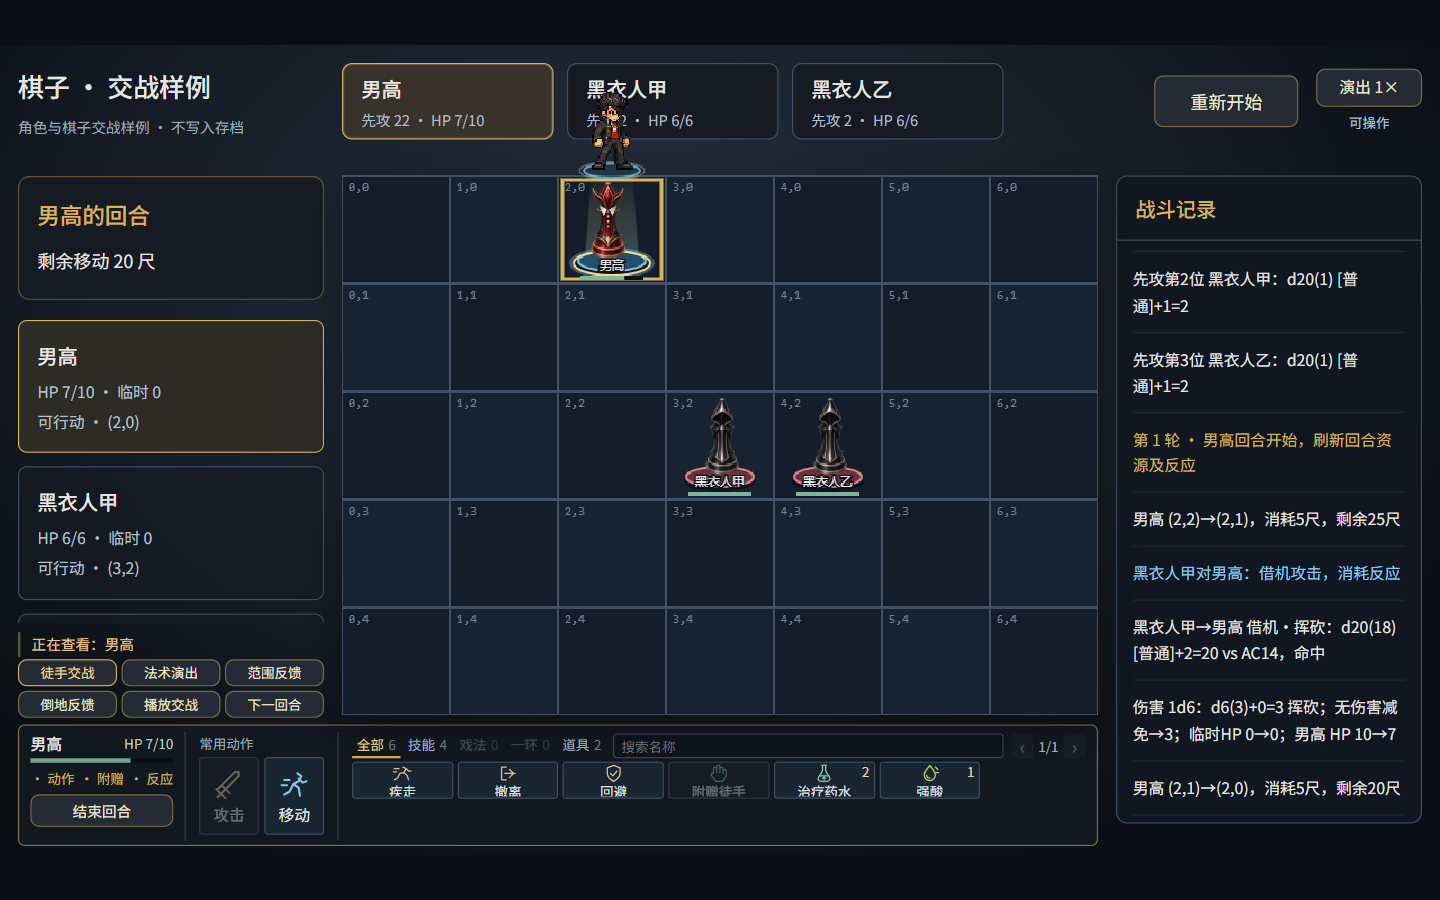 棋子 · 交战样例
角色与棋子交战样例 · 不写入存档
男高
先攻 22 · HP 7/10
黑衣人甲
HP 6/6
黑衣人乙
先攻 2 · HP 6/6
重新开始
演出 1×
可操作
男高的回合
剩余移动 20 尺
男高
HP 7/10 · 临时 0
可行动 · (2,0)
黑衣人甲
HP 6/6 · 临时 0
可行动 · (3,2)
正在查看：男高
徒手交战 法术演出 范围反馈
倒地反馈 播放交战 下一回合
0,0 1,0 2,0 3,0 4,0 5,0 6,0
男高
0,1 1,1 2,1 3,1 4,1 5,1 6,1
0,2 1,2 2,2 3,2 4,2 5,2 6,2
黑衣人甲 黑衣人乙
0,3 1,3 2,3 3,3 4,3 5,3 6,3
0,4 1,4 2,4 3,4 4,4 5,4 6,4
战斗记录
先攻第2位 黑衣人甲：d20(1) [普
通]+1=2
先攻第3位 黑衣人乙：d20(1) [普
通]+1=2
第 1 轮 · 男高回合开始，刷新回合资
源及反应
男高 (2,2)→(2,1)，消耗5尺，剩余25尺
黑衣人甲对男高：借机攻击，消耗反应
黑衣人甲→男高 借机·挥砍：d20(18)
[普通]+2=20 vs AC14，命中
伤害 1d6：d6(3)+0=3 挥砍；无伤害减
免→3；临时HP 0→0；男高 HP 10→7
男高 (2,1)→(2,0)，消耗5尺，剩余20尺
男高 HP 7/10
· 动作 · 附赠 · 反应
结束回合
常用动作
攻击 移动
全部 6 技能 4 戏法 0 一环 0 道具 2 搜索名称 ‹ 1/1 ›
疾走 撤离 回避 附赠徒手 治疗药水 2 强酸 1